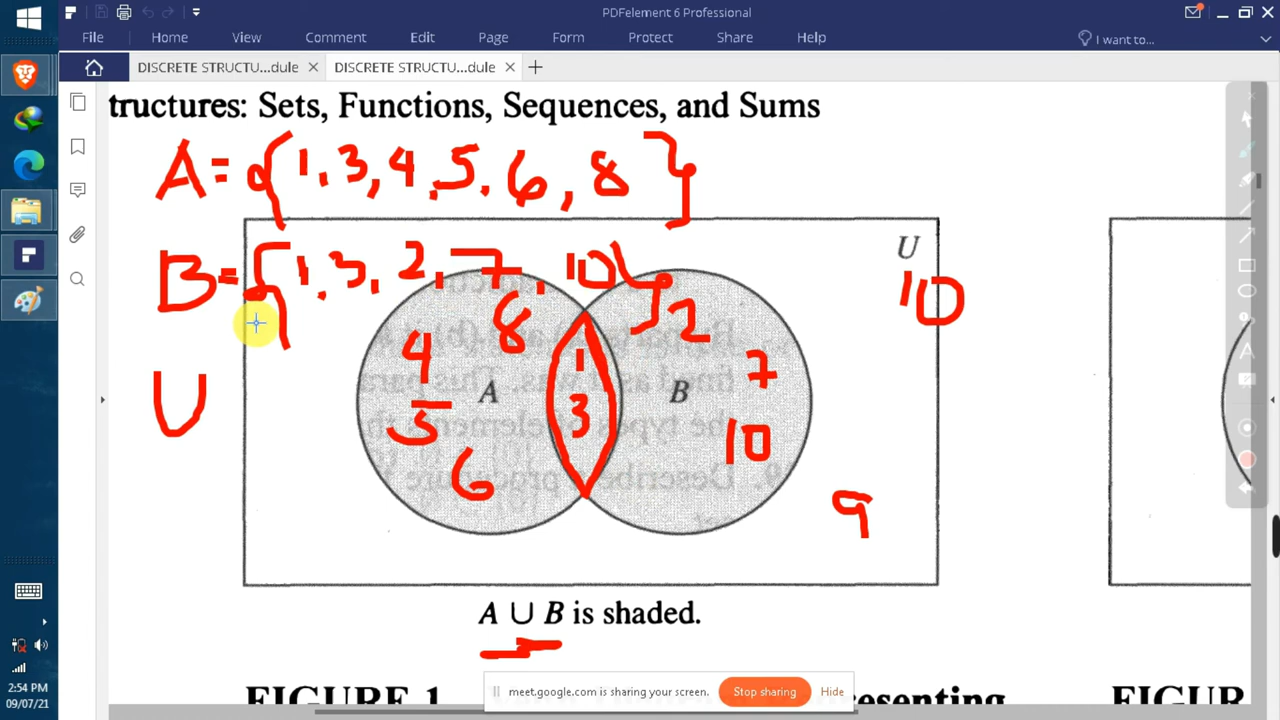 PDFelement 6 Professional
File Home View Comment Edit Page Form Protect Share Help I want to...
DISCRETE STRUCTU...dule DISCRETE STRUCTU...dule
tructures: Sets, Functions, Sequences, and Sums
A={1,3,4,5,6,8}
U
B={1,3,2,7,10}
10
8 2
4 1 7
A B
U
5 3 10
6
9
A ∪ B is shaded.
meet.google.com is sharing your screen. Stop sharing Hide
2:54 PM
09/07/21
FIGURE 1
FIGUR